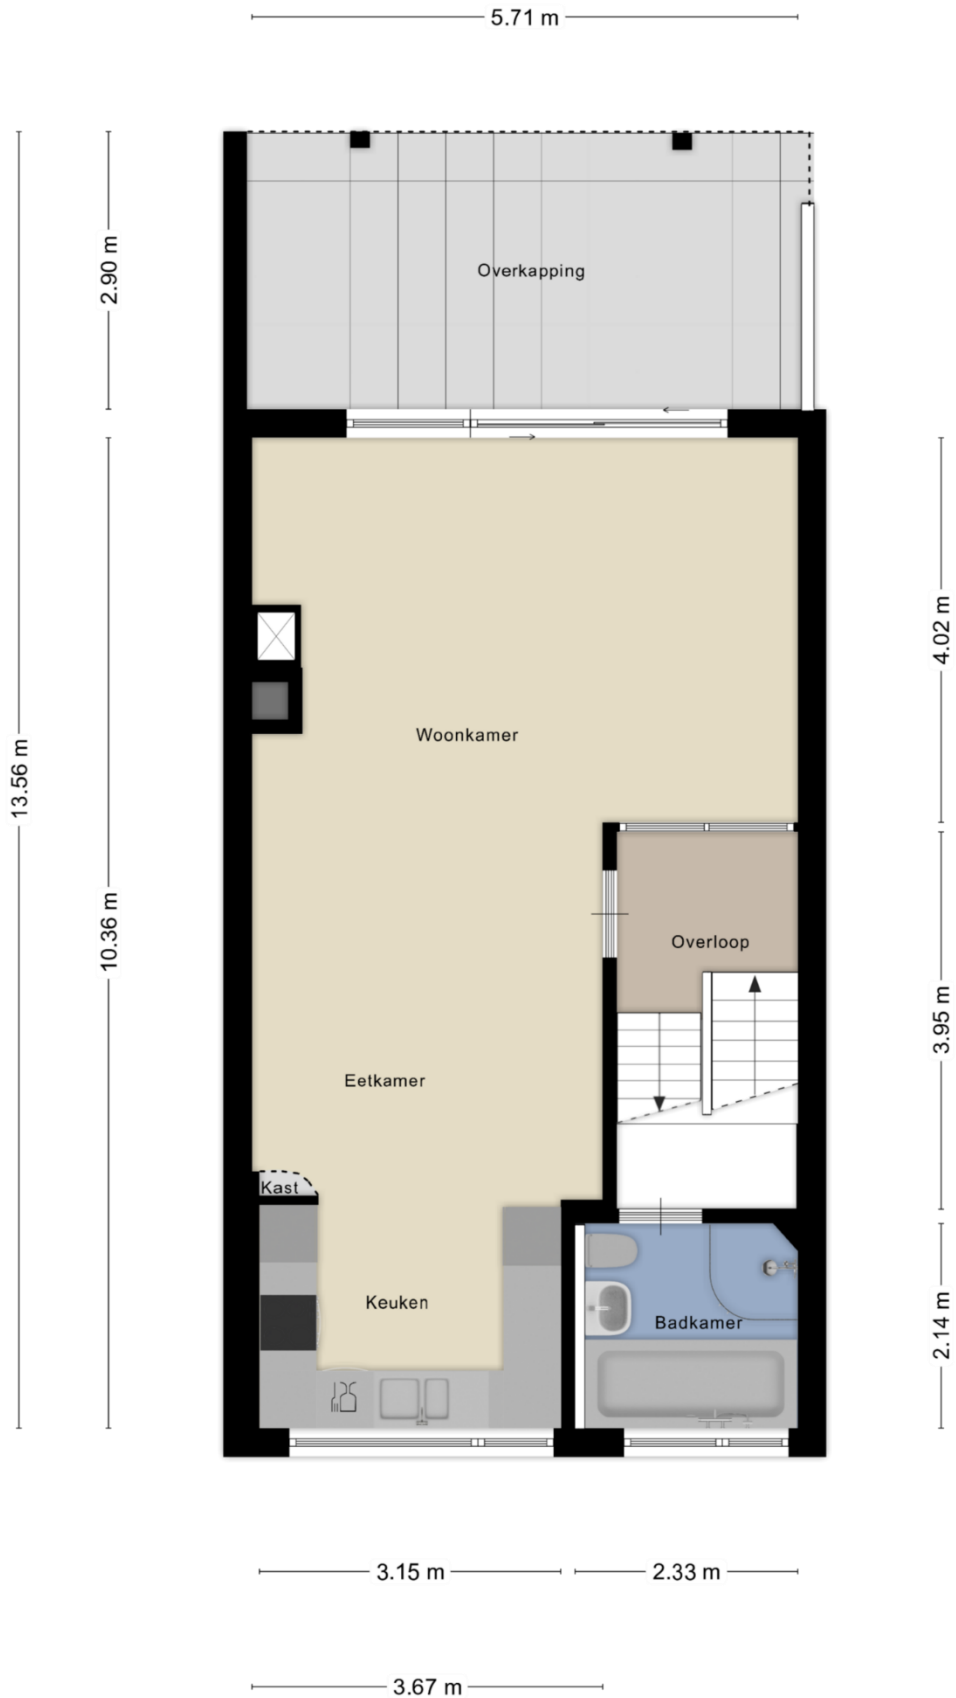 5.71 m
2.90 m
Overkapping
4.02 m
Woonkamer
13.56 m
10.36 m
Overloop
3.95 m
Eetkamer
Kast
Keuken
Badkamer
2.14 m
3.15 m
2.33 m
3.67 m